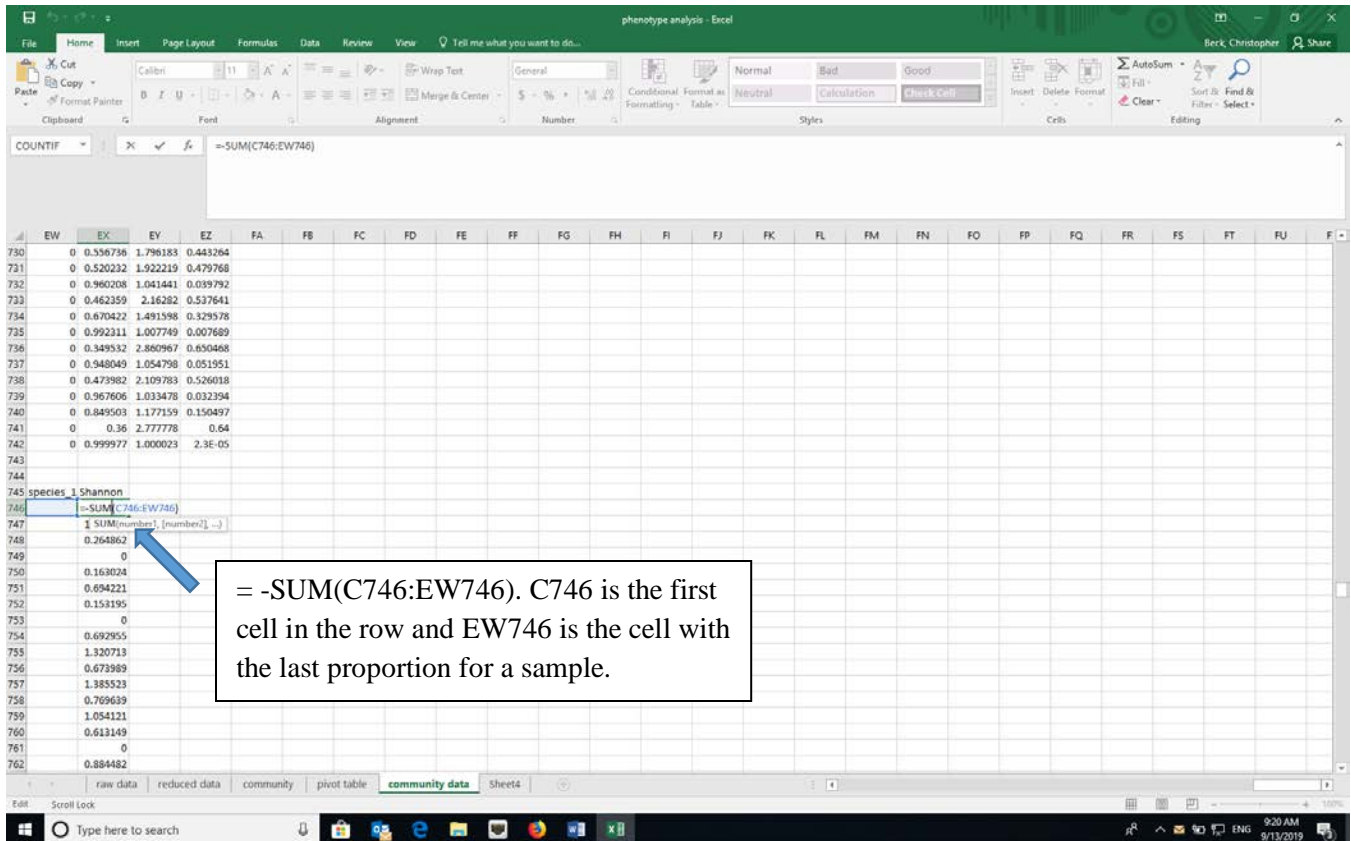 phenotype analysis - Excel
File Home Insert Page Layout Formulas Data Review View Tell me what you want to do... Beck, Christopher Share
Cut
Copy
Format Painter
Paste
Calibri 11
B I U
Wrap Text
Merge & Center
General
$ % ,
Conditional Formatting
Format as Table
Normal Bad Good
Neutral Calculation Check Cell
Insert Delete Format
AutoSum
Fill
Clear
Sort & Filter
Find & Select
Clipboard Font Alignment Number Styles Cells Editing
COUNTIF fx =-SUM(C746:EW746)
EW EX EY EZ FA FB FC FD FE FF FG FH FI FJ FK FL FM FN FO FP FQ FR FS FT FU F
730 0 0.556736 1.796183 0.443264
731 0 0.520232 1.922219 0.479768
732 0 0.960208 1.041441 0.039792
733 0 0.462359 2.16282 0.537641
734 0 0.670422 1.491598 0.329578
735 0 0.992311 1.007749 0.007689
736 0 0.349532 2.860967 0.650468
737 0 0.948049 1.054798 0.051951
738 0 0.473982 2.109783 0.526018
739 0 0.967606 1.033478 0.032394
740 0 0.849503 1.177159 0.150497
741 0 0.36 2.777778 0.64
742 0 0.999977 1.000023 2.3E-05
743
744
745 species_1 Shannon
746 =-SUM(C746:EW746)
747 1 SUM(number1, [number2], ...)
748 0.264862
749 0
750 0.163024
751 0.694221
752 0.153195
753 0
754 0.692955
755 1.320713
756 0.673989
757 1.385523
758 0.769639
759 1.054121
760 0.613149
761 0
762 0.884482
= -SUM(C746:EW746). C746 is the first
cell in the row and EW746 is the cell with
the last proportion for a sample.
raw data reduced data community pivot table community data Sheet4
Edit Scroll Lock 100%
Type here to search ENG 9:20 AM
9/13/2019